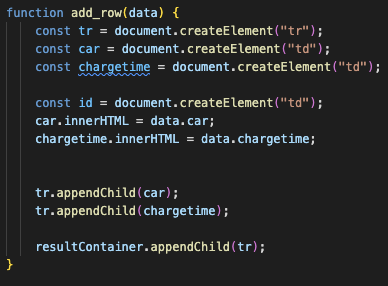 function add_row(data) {
    const tr = document.createElement("tr");
    const car = document.createElement("td");
    const chargetime = document.createElement("td");
    const id = document.createElement("td");
    car.innerHTML = data.car;
    chargetime.innerHTML = data.chargetime;
    tr.appendChild(car);
    tr.appendChild(chargetime);
    resultContainer.appendChild(tr);
}